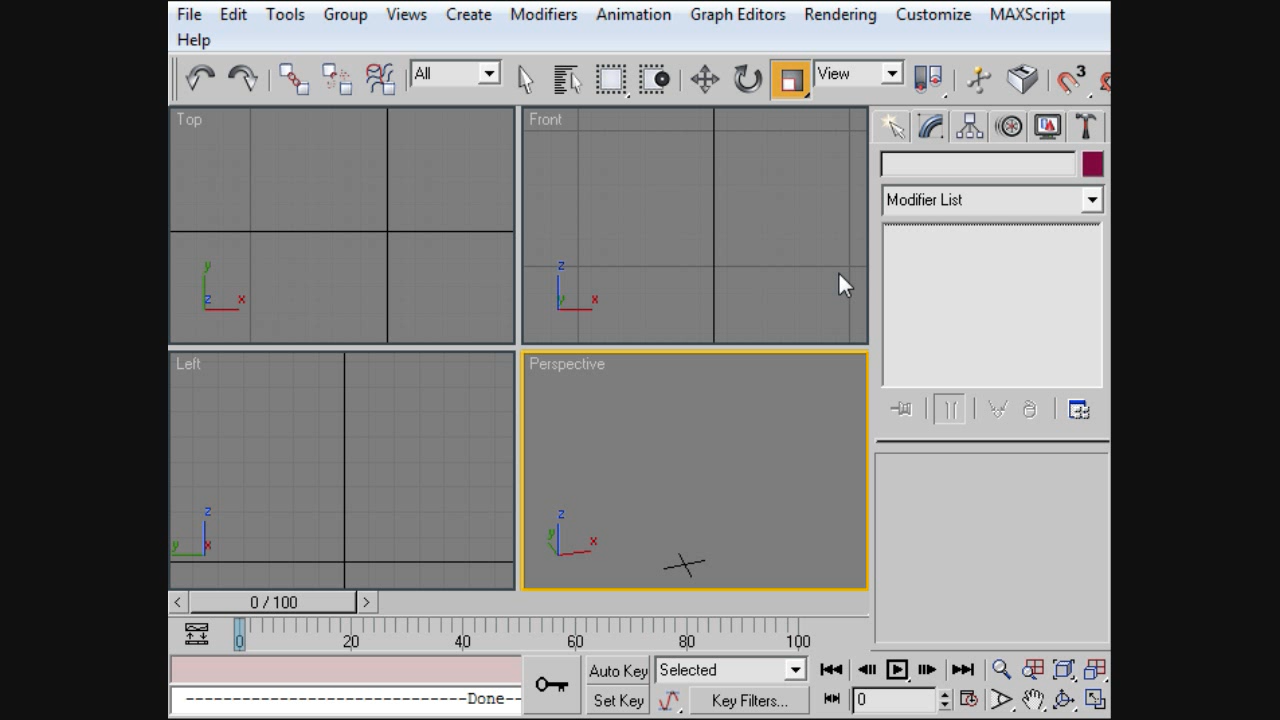 File Edit Tools Group Views Create Modifiers Animation Graph Editors Rendering Customize MAXScript
Help
All
View
3
Top
Front
y
z
x
z
y
x
Modifier List
Left
Perspective
z
y
x
z
y
x
0 / 100
0 20 40 60 80 100
Auto Key
Selected
Done
Set Key
Key Filters...
0